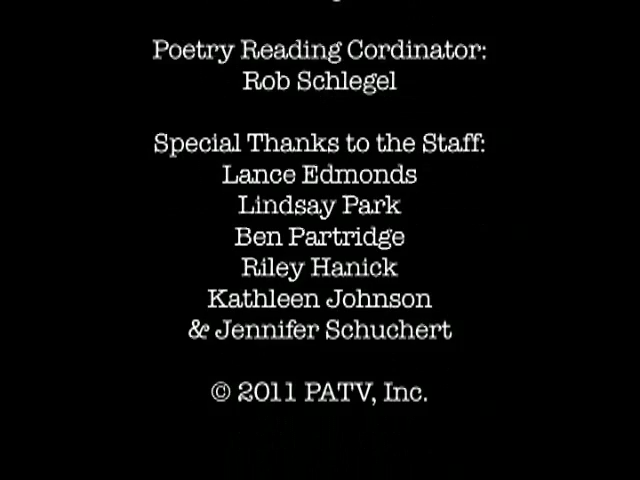 Poetry Reading Cordinator:
Rob Schlegel
Special Thanks to the Staff:
Lance Edmonds
Lindsay Park
Ben Partridge
Riley Hanick
Kathleen Johnson
& Jennifer Schuchert
© 2011 PATV, Inc.